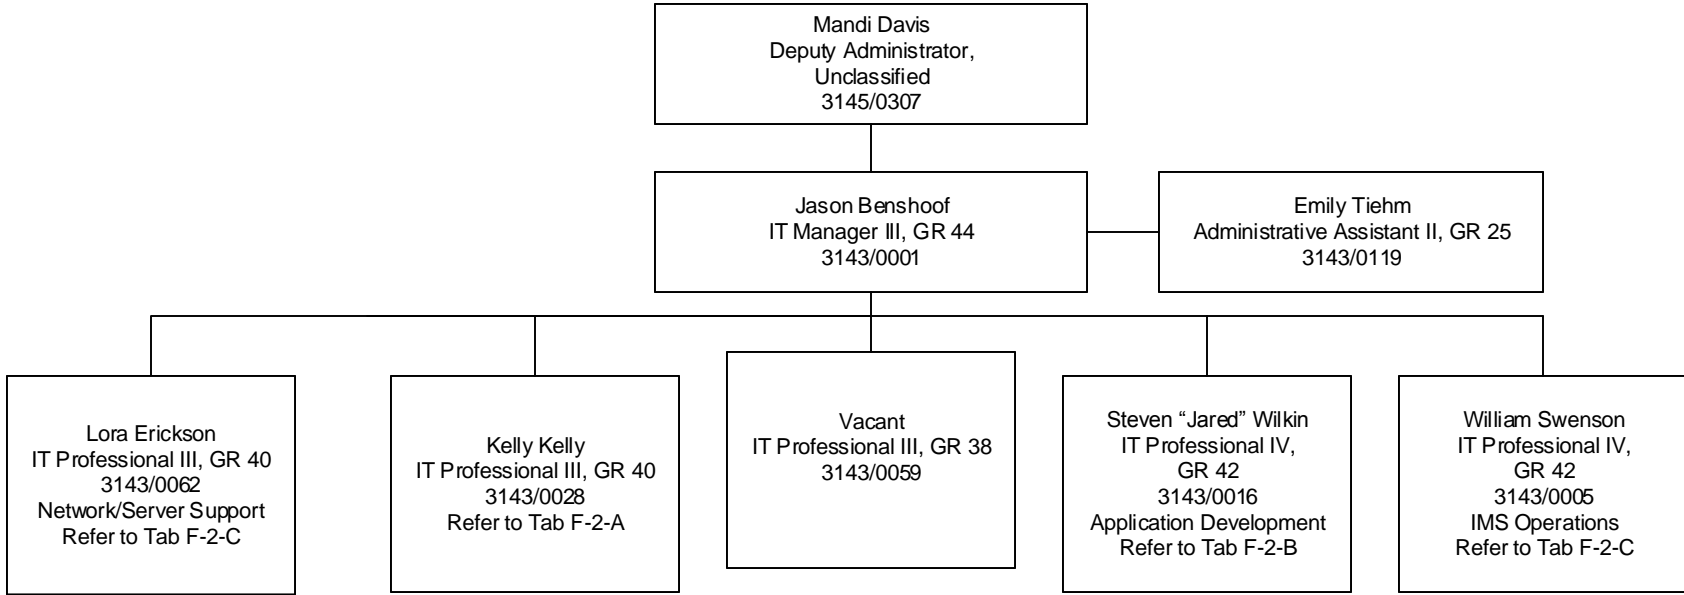 Mandi Davis
Deputy Administrator,
Unclassified
3145/0307
Jason Benshoof
IT Manager III, GR 44
3143/0001
Emily Tiehm
Administrative Assistant II, GR 25
3143/0119
Lora Erickson
IT Professional III, GR 40
3143/0062
Network/Server Support
Refer to Tab F-2-C
Kelly Kelly
IT Professional III, GR 40
3143/0028
Refer to Tab F-2-A
Vacant
IT Professional III, GR 38
3143/0059
Steven “Jared” Wilkin
IT Professional IV,
GR 42
3143/0016
Application Development
Refer to Tab F-2-B
William Swenson
IT Professional IV,
GR 42
3143/0005
IMS Operations
Refer to Tab F-2-C